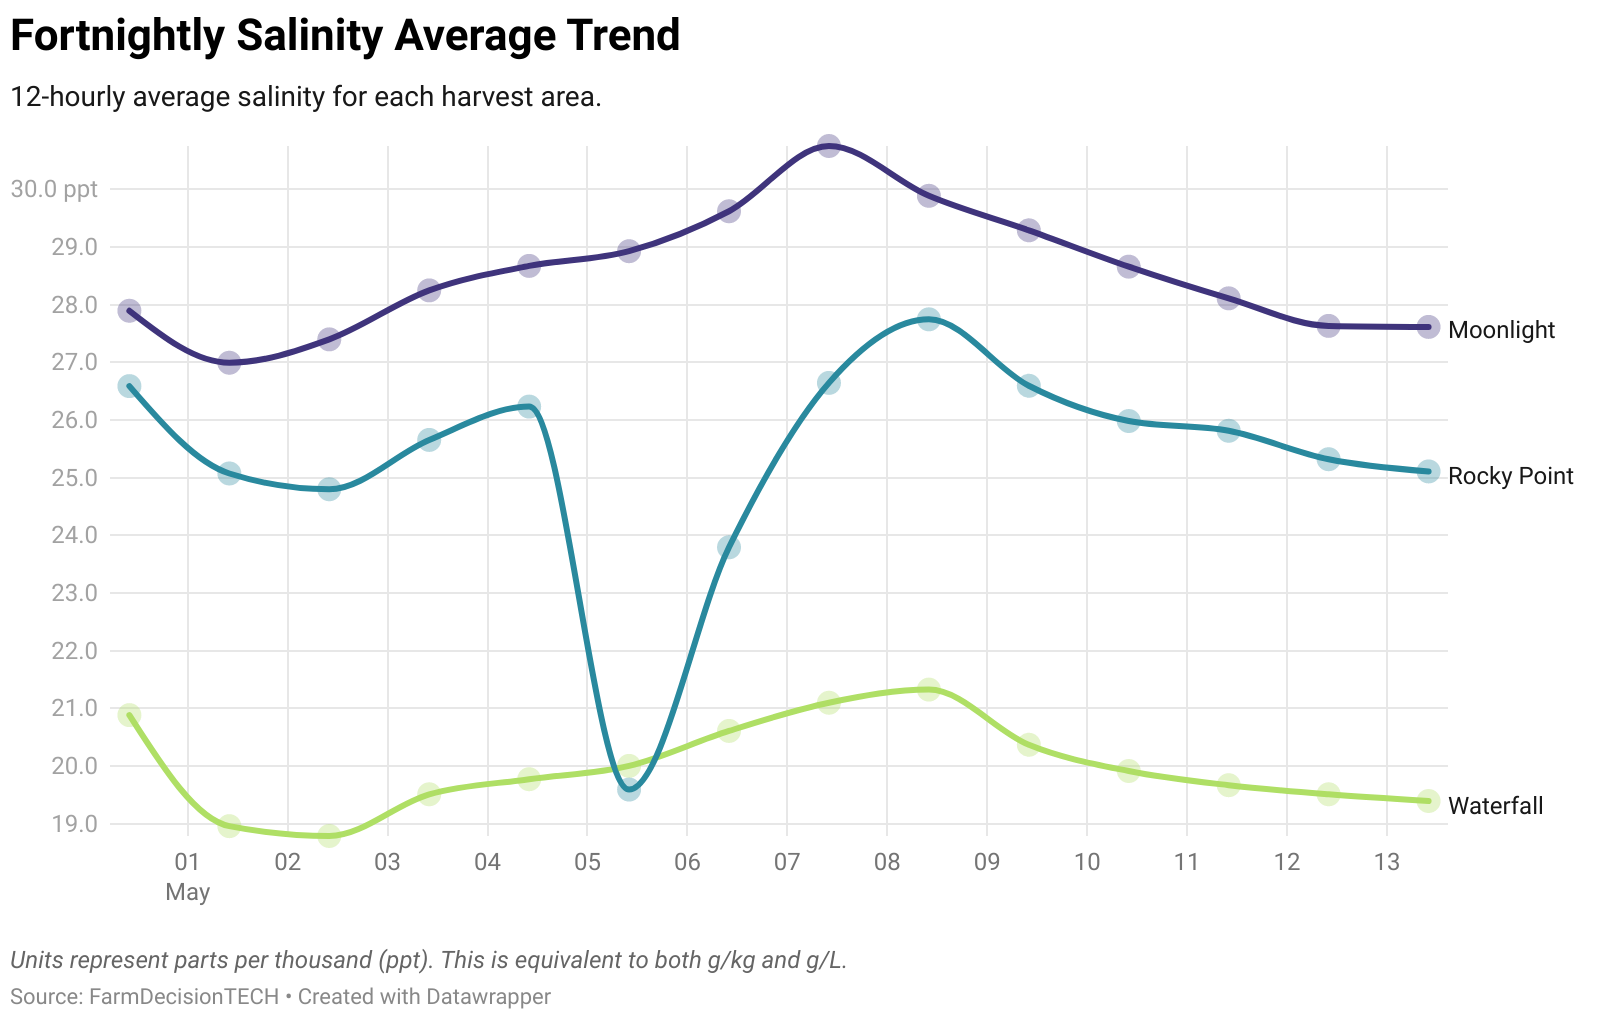 Fortnightly Salinity Average Trend
12-hourly average salinity for each harvest area.
30.0 ppt
29.0
28.0
27.0
26.0
25.0
24.0
23.0
22.0
21.0
20.0
19.0
Moonlight
Rocky Point
Waterfall
01 02 03 04 05 06 07 08 09 10 11 12 13
May
Units represent parts per thousand (ppt). This is equivalent to both g/kg and g/L.
Source: FarmDecisionTECH • Created with Datawrapper